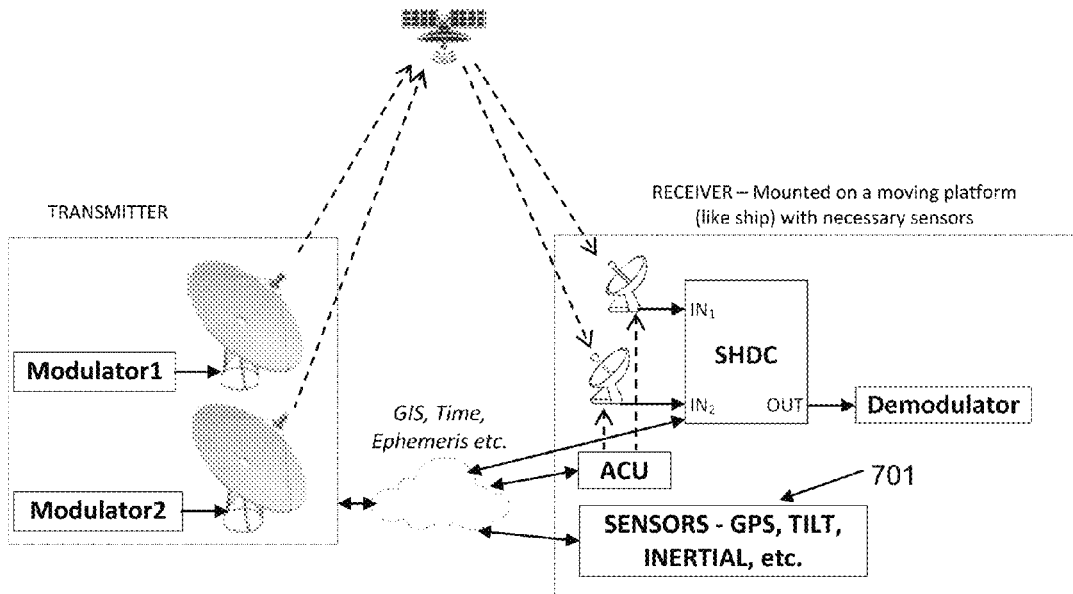 TRANSMITTER
RECEIVER – Mounted on a moving platform
(like ship) with necessary sensors
Modulator1
Modulator2
GIS, Time,
Ephemeris etc.
IN1
SHDC
IN2
OUT
Demodulator
ACU
701
SENSORS - GPS, TILT,
INERTIAL, etc.